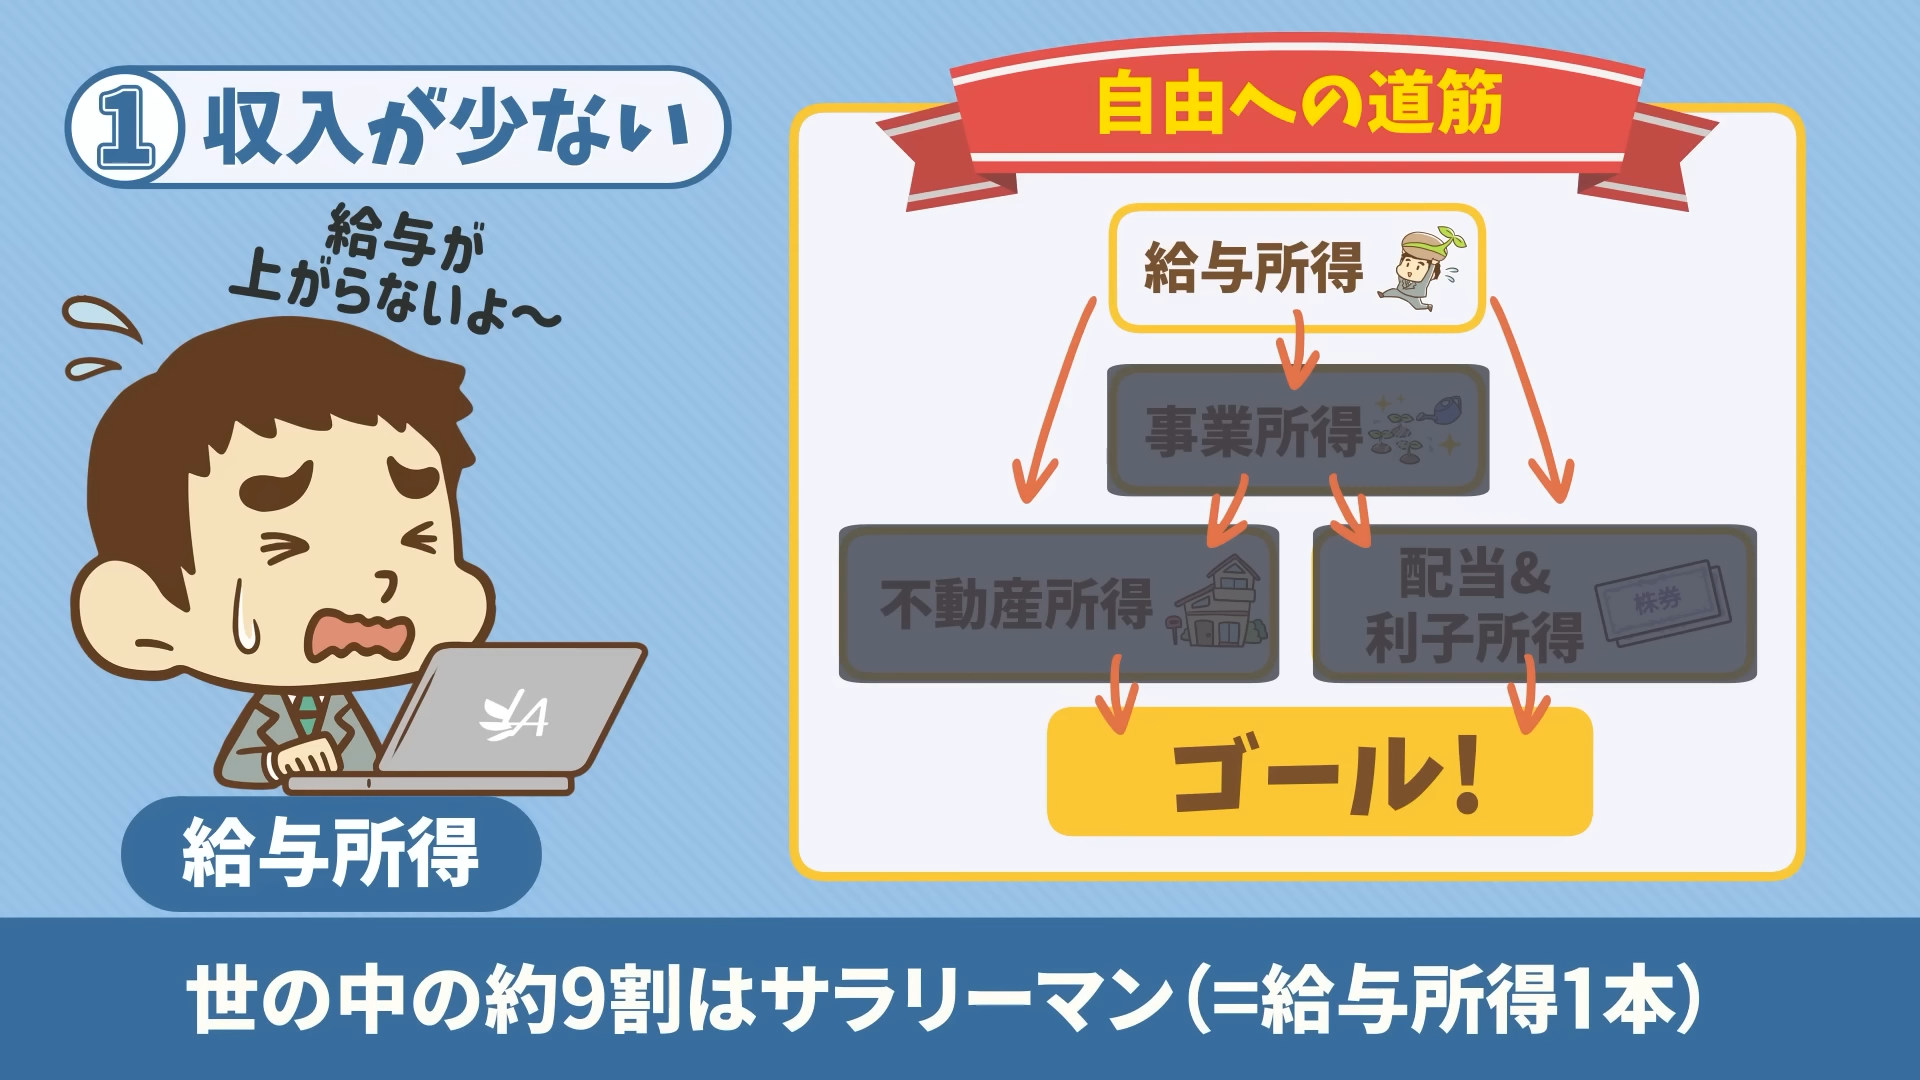 1 収入が少ない
給与が
上がらないよ～
A
給与所得
自由への道筋
給与所得
事業所得
不動産所得
配当&
利子所得
株券
ゴール!
世の中の約9割はサラリーマン(=給与所得1本)